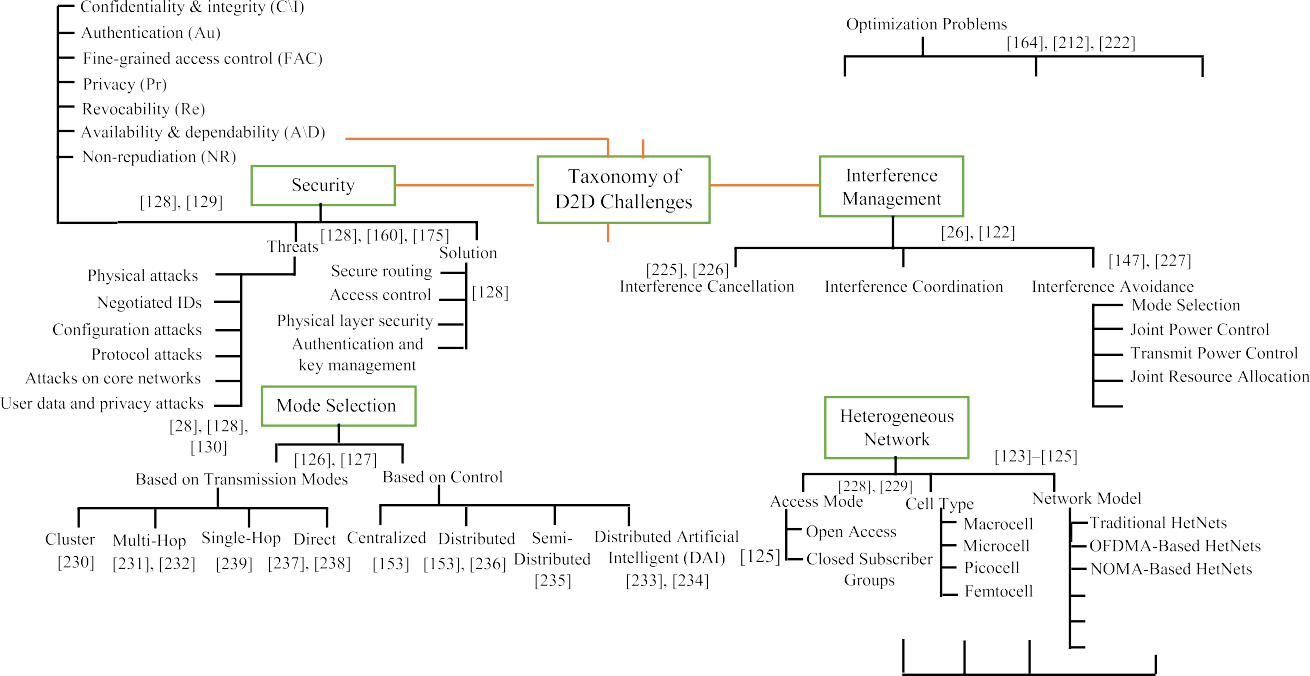 Confidentiality & integrity (C\I)
Authentication (Au)
Fine-grained access control (FAC)
Privacy (Pr)
Revocability (Re)
Availability & dependability (A\D)
Non-repudiation (NR)
Optimization Problems
[164], [212], [222]
Security
Taxonomy of
D2D Challenges
Interference
Management
[128], [129]
[128], [160], [175]
Threats
Solution
Physical attacks
Negotiated IDs
Configuration attacks
Protocol attacks
Attacks on core networks
User data and privacy attacks
[28], [128],
[130]
Secure routing
Access control
Physical layer security
Authentication and
key management
[128]
[26], [122]
[225], [226]
Interference Cancellation
Interference Coordination
[147], [227]
Interference Avoidance
Mode Selection
Joint Power Control
Transmit Power Control
Joint Resource Allocation
Mode Selection
[126], [127]
Based on Transmission Modes
Based on Control
Cluster
[230]
Multi-Hop
[231], [232]
Single-Hop
[239]
Direct
[237], [238]
Centralized
[153]
Distributed
[153], [236]
Semi-
Distributed
[235]
Distributed Artificial
Intelligent (DAI)
[233], [234]
Heterogeneous
Network
[123]–[125]
[228], [229]
Access Mode
Cell Type
Network Model
Open Access
[125]
Closed Subscriber
Groups
Macrocell
Microcell
Picocell
Femtocell
Traditional HetNets
OFDMA-Based HetNets
NOMA-Based HetNets